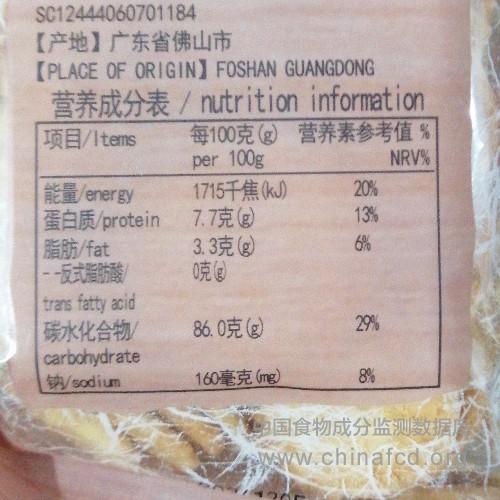 SC12444060701184
【产地】广东省佛山市
【PLACE OF ORIGIN】FOSHAN GUANGDONG
营养成分表 / nutrition information
项目/Items 每100克(g) 营养素参考值 %
per 100g NRV%
能量/energy 1715千焦(kJ) 20%
蛋白质/protein 7.7克(g) 13%
脂肪/fat 3.3克(g) 6%
--反式脂肪酸/ 0克(g)
trans fatty acid
碳水化合物/ 86.0克(g) 29%
carbohydrate
钠/sodium 160毫克(mg) 8%
中国食物成分监测数据库
www.chinafcd.org